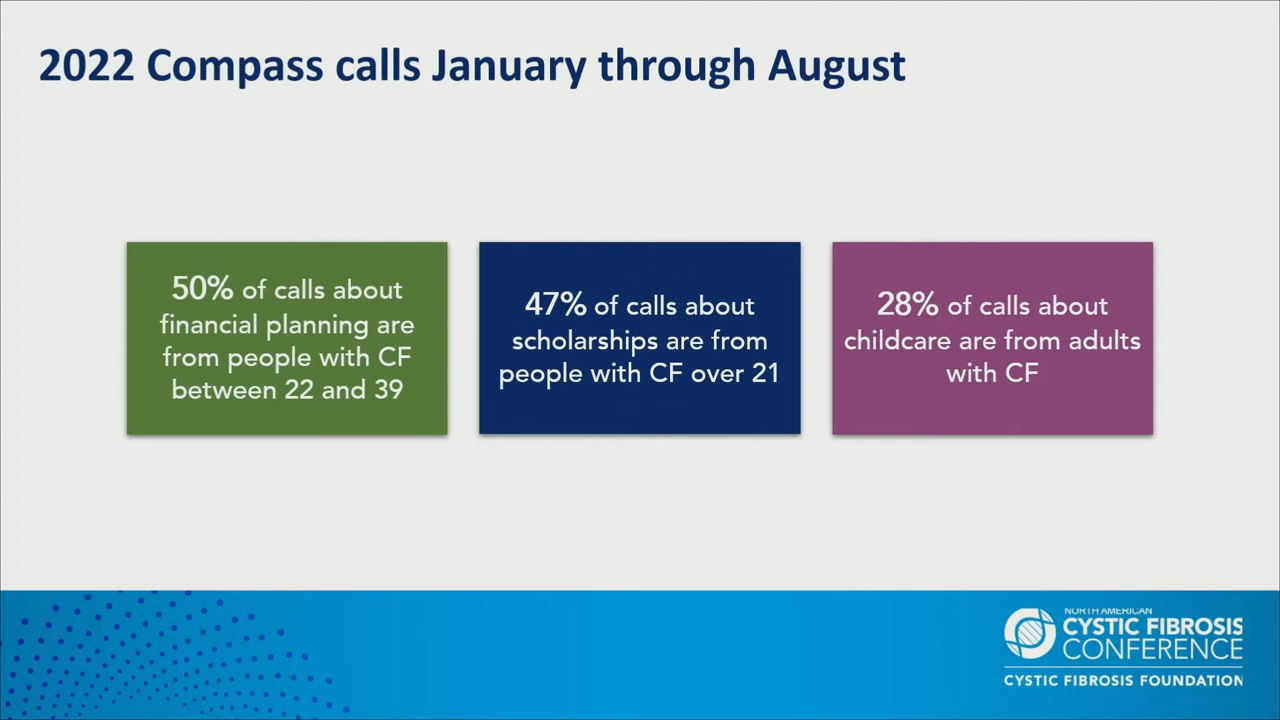 2022 Compass calls January through August
50% of calls about
financial planning are
from people with CF
between 22 and 39
47% of calls about
scholarships are from
people with CF over 21
28% of calls about
childcare are from adults
with CF
NORTH AMERICAN
CYSTIC FIBROSIS
CONFERENCE
CYSTIC FIBROSIS FOUNDATION